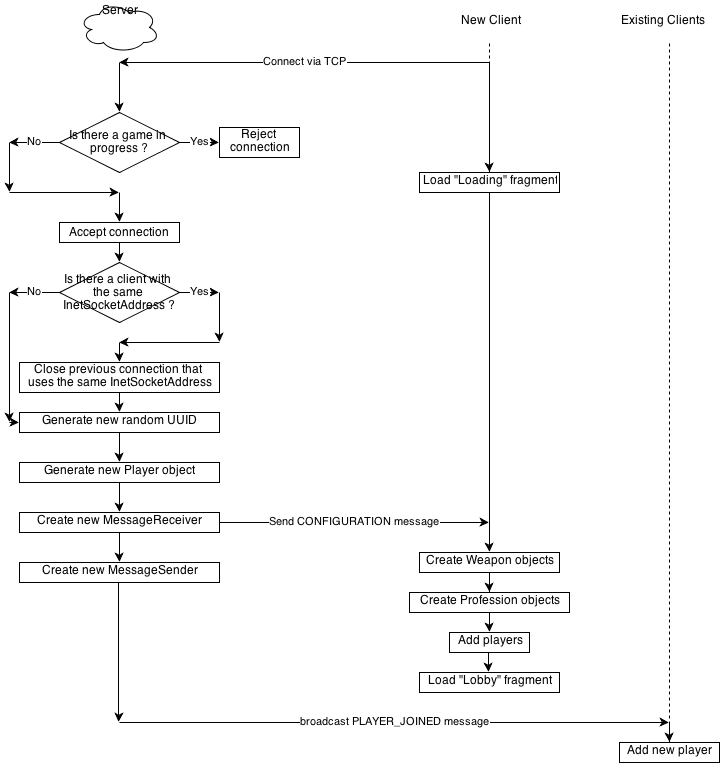 Server
New Client
Existing Clients
Connect via TCP
Is there a game in
progress ?
No
Yes
Reject
connection
Load "Loading" fragment
Accept connection
Is there a client with
the same
InetSocketAddress ?
No
Yes
Close previous connection that
uses the same InetSocketAddress
Generate new random UUID
Generate new Player object
Create new MessageReceiver
Send CONFIGURATION message
Create new MessageSender
Create Weapon objects
Create Profession objects
Add players
Load "Lobby" fragment
broadcast PLAYER_JOINED message
Add new player